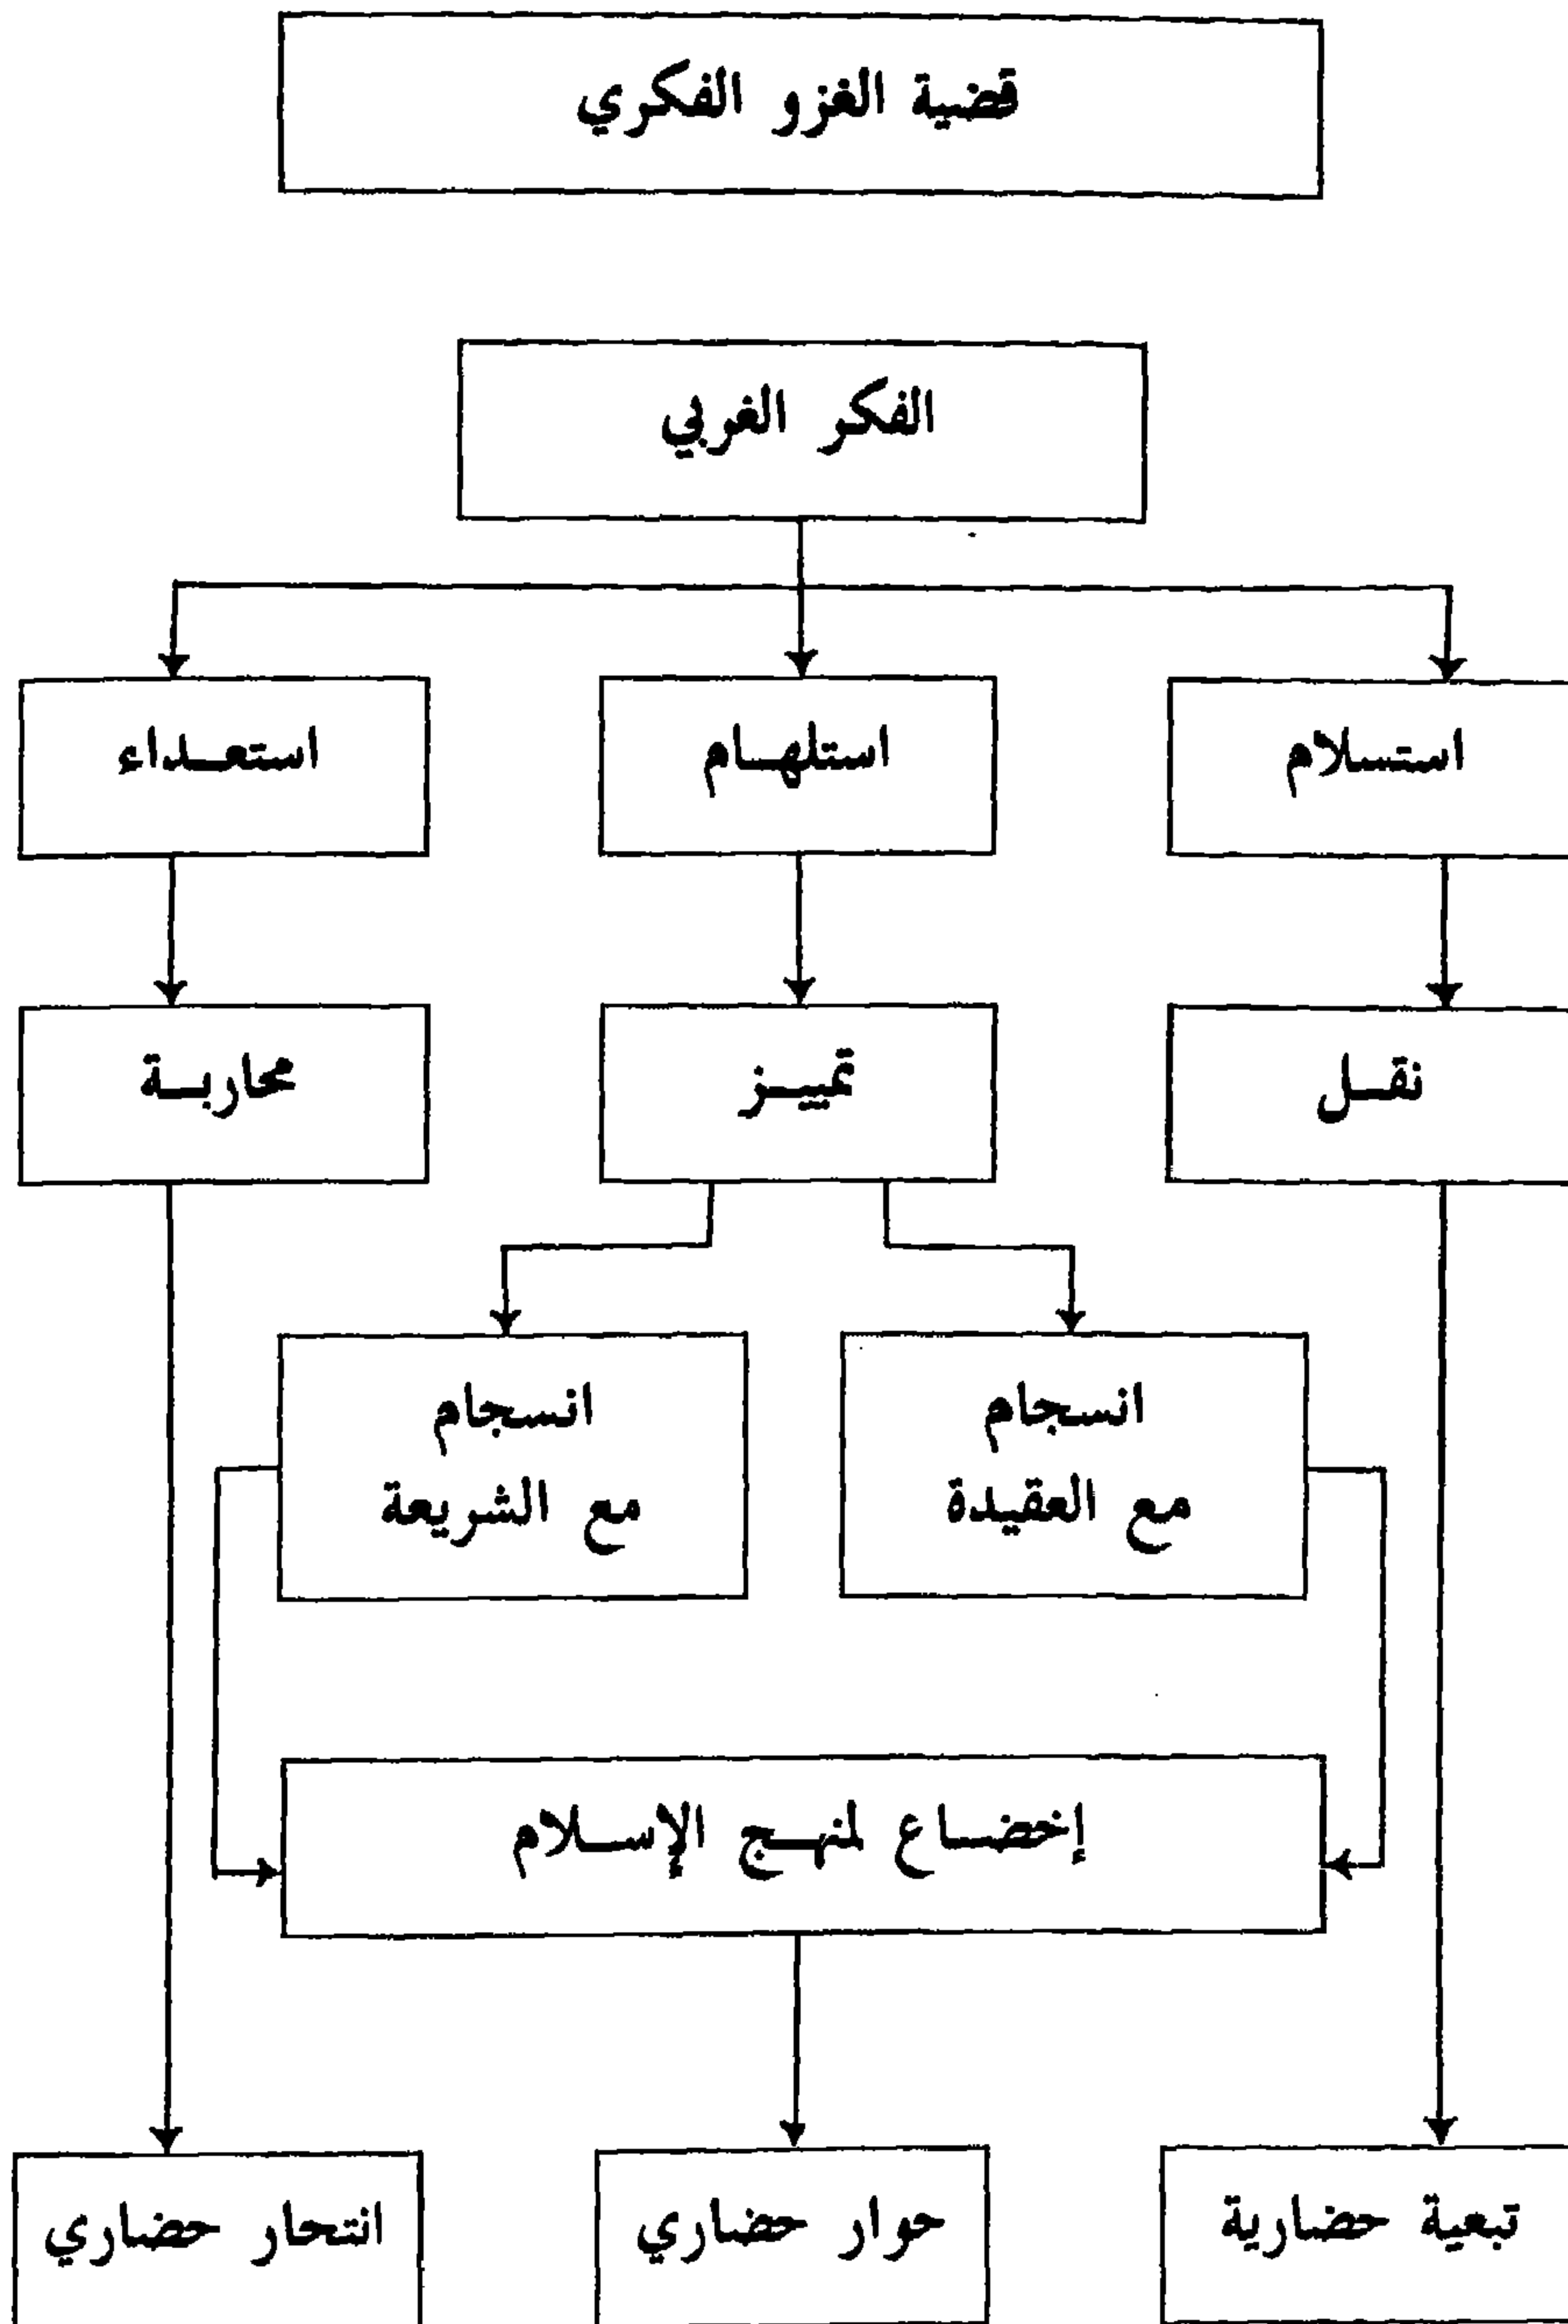 قضية الغزو الفكري
الفكر الغربي
استسلام
استلهام
استعداء
نقل
تمييز
محاربة
انسجام
مع العقيدة
انسجام
مع الشريعة
إخضاع لمنهج الإسلام
تبعية حضارية
حوار حضاري
انتحار حضاري